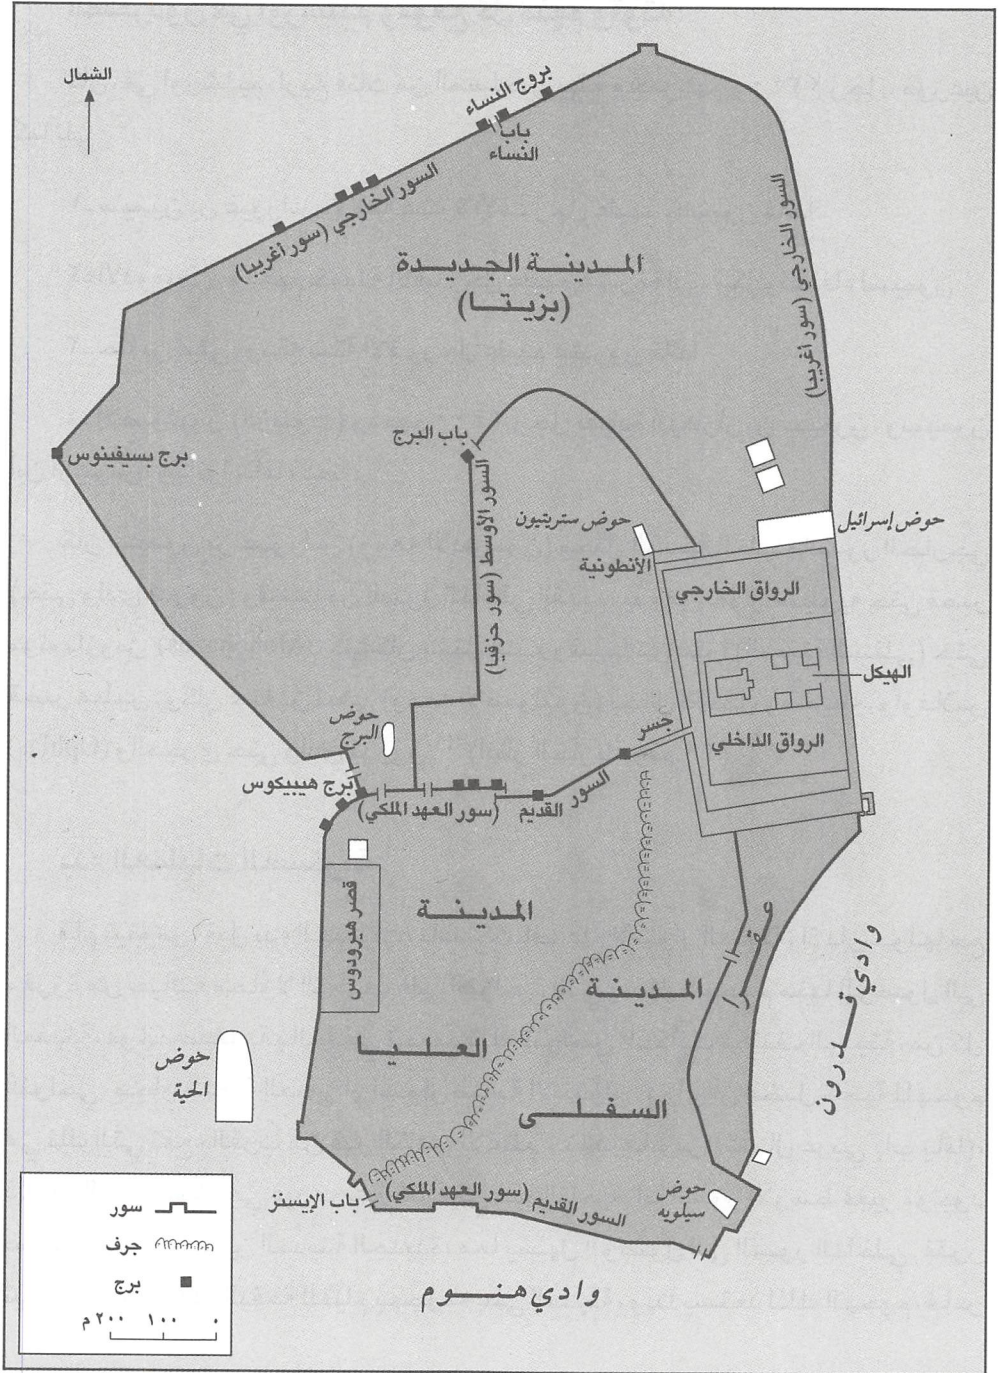 الشمال
بروج النساء
باب
النساء
السور الخارجي (سور أغريبا)
السور الخارجي (سور أغريبا)
المدينة الجديدة
(بزيتا)
باب البرج
برج بسيفينوس
السور الأوسط (سور حزقيا)
حوض إسرائيل
حوض ستريتيون
الأنطونية
الرواق الخارجي
الهيكل
الرواق الداخلي
جسر
حوض
البرج
برج هيبيكوس
السور القديم
(سور العهد الملكي)
قصر هيرودوس
المدينة
العليا
المدينة
السفلى
عقرا
وادي قدرون
حوض
الحية
باب الإيسنز
السور القديم (سور العهد الملكي)
حوض
سيلويه
وادي هنوم
سور
جرف
برج
٠ ١٠٠ ٢٠٠ م